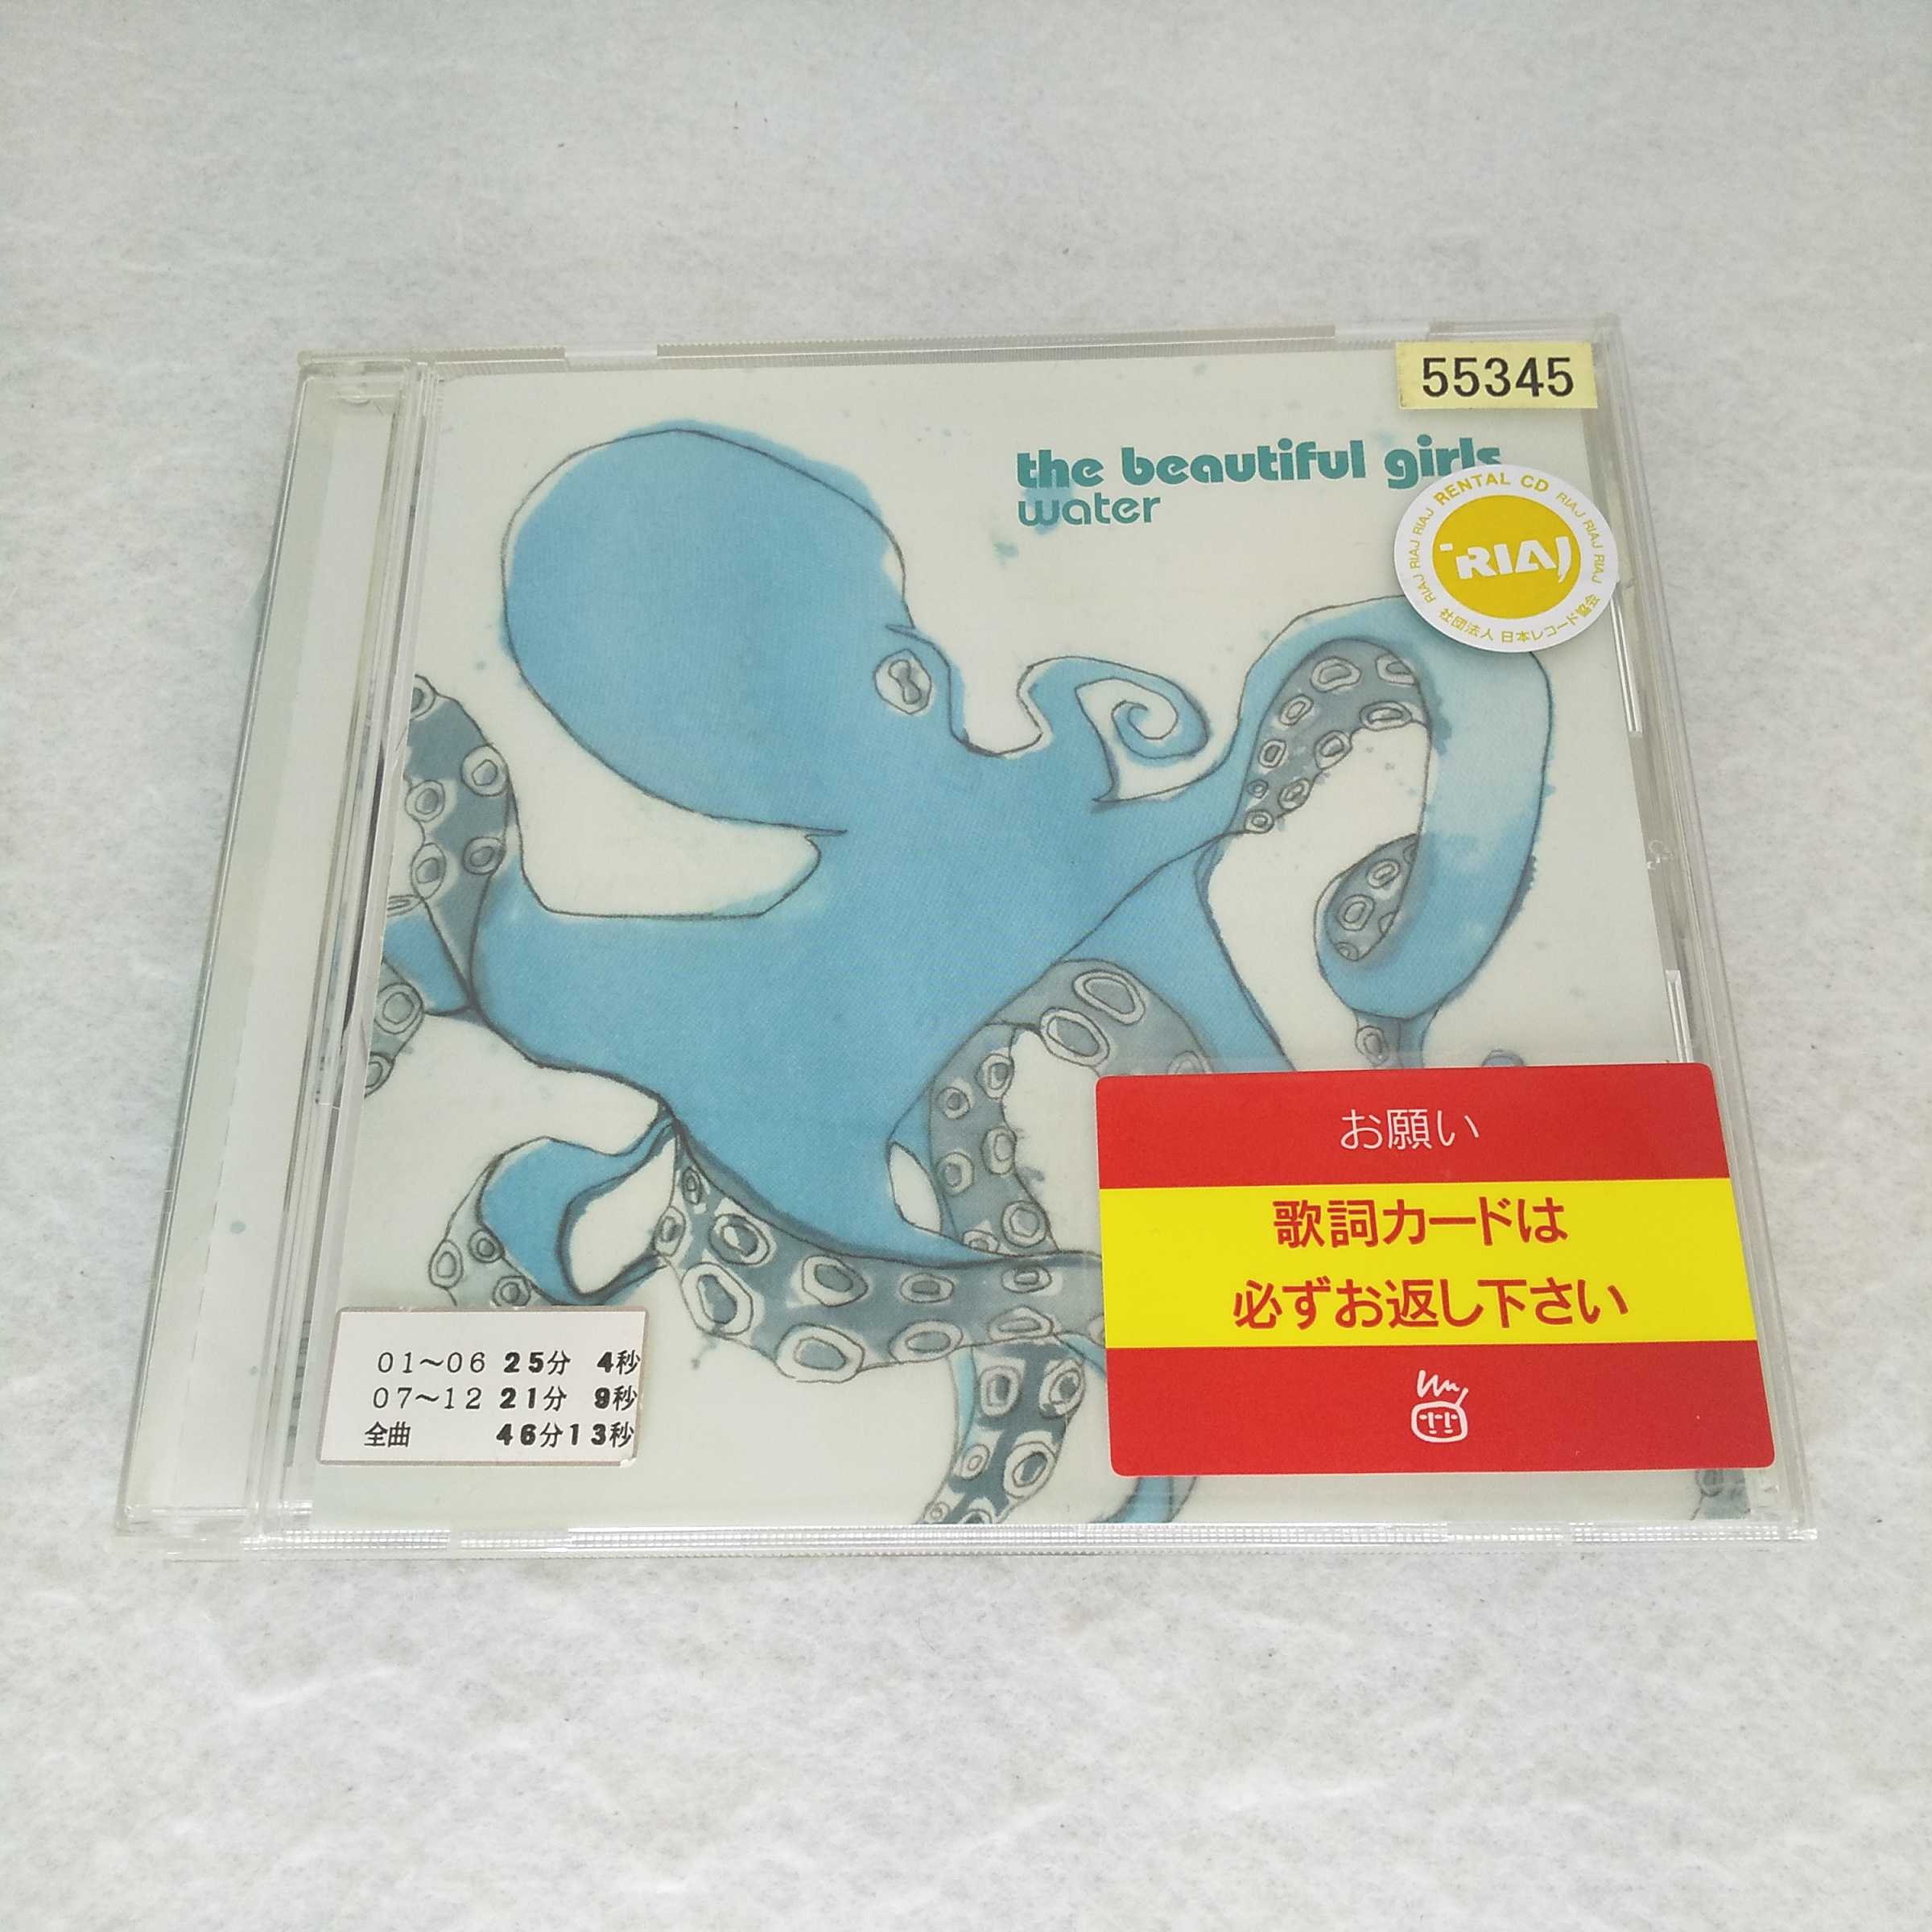 55345
the beautiful girls
water
RENTAL CD RIAJ RIAJ RIAJ
RIAJ RIAJ RIAJ
RIAJ
社団法人 日本レコード協会
お願い
歌詞カードは
必ずお返し下さい
01〜06 25分 4秒
07〜12 21分 9秒
全曲 46分13秒